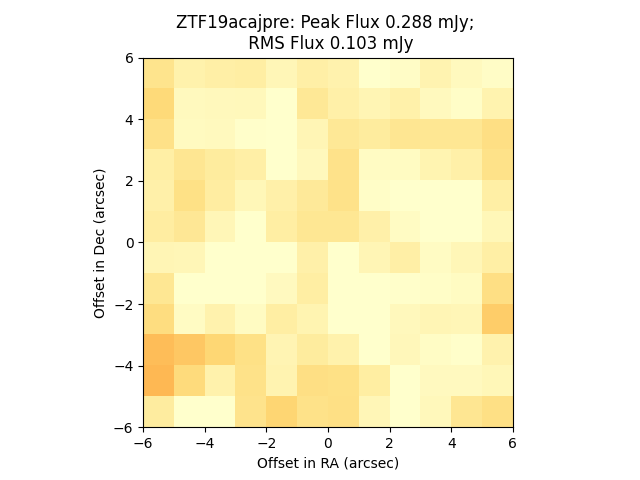 ZTF19acajpre: Peak Flux 0.288 mJy;
RMS Flux 0.103 mJy
6
4
2
0
−2
−4
−6
Offset in Dec (arcsec)
−6 −4 −2 0 2 4 6
Offset in RA (arcsec)